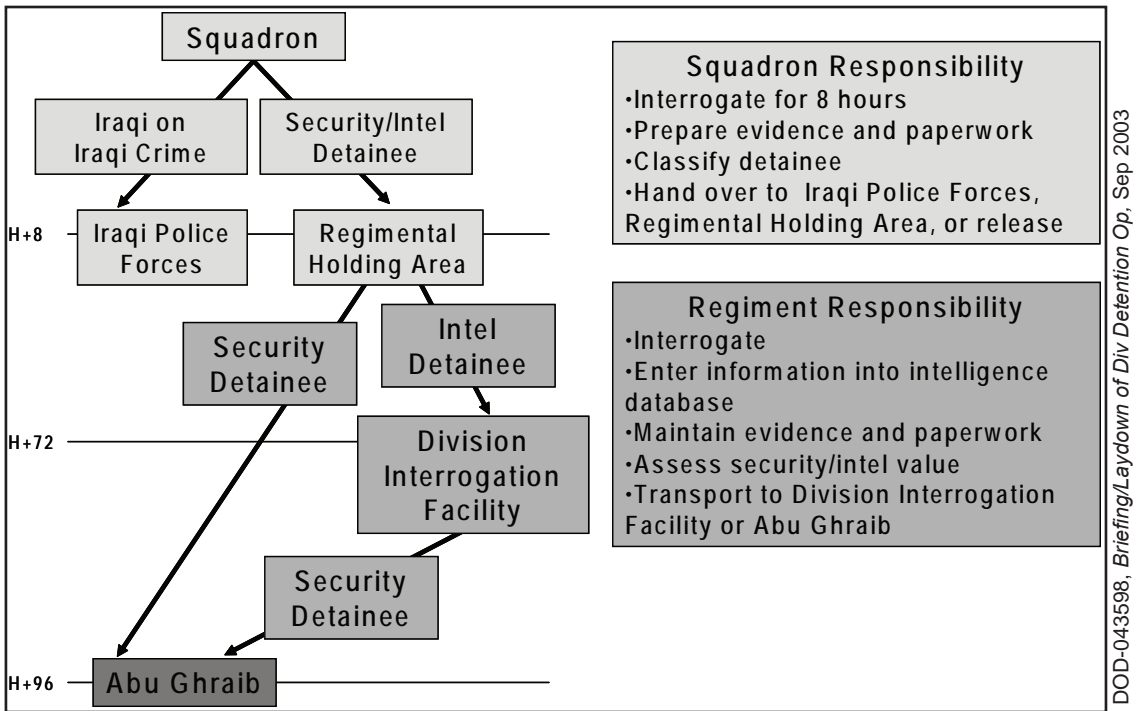 Squadron
Iraqi on
Iraqi Crime
Security/Intel
Detainee
H+8
Iraqi Police
Forces
Regimental
Holding Area
Security
Detainee
Intel
Detainee
H+72
Division
Interrogation
Facility
Security
Detainee
H+96
Abu Ghraib
Squadron Responsibility
•Interrogate for 8 hours
•Prepare evidence and paperwork
•Classify detainee
•Hand over to Iraqi Police Forces,
Regimental Holding Area, or release
Regiment Responsibility
•Interrogate
•Enter information into intelligence
database
•Maintain evidence and paperwork
•Assess security/intel value
•Transport to Division Interrogation
Facility or Abu Ghraib
DOD-043598, Briefing/Laydown of Div Detention Op, Sep 2003